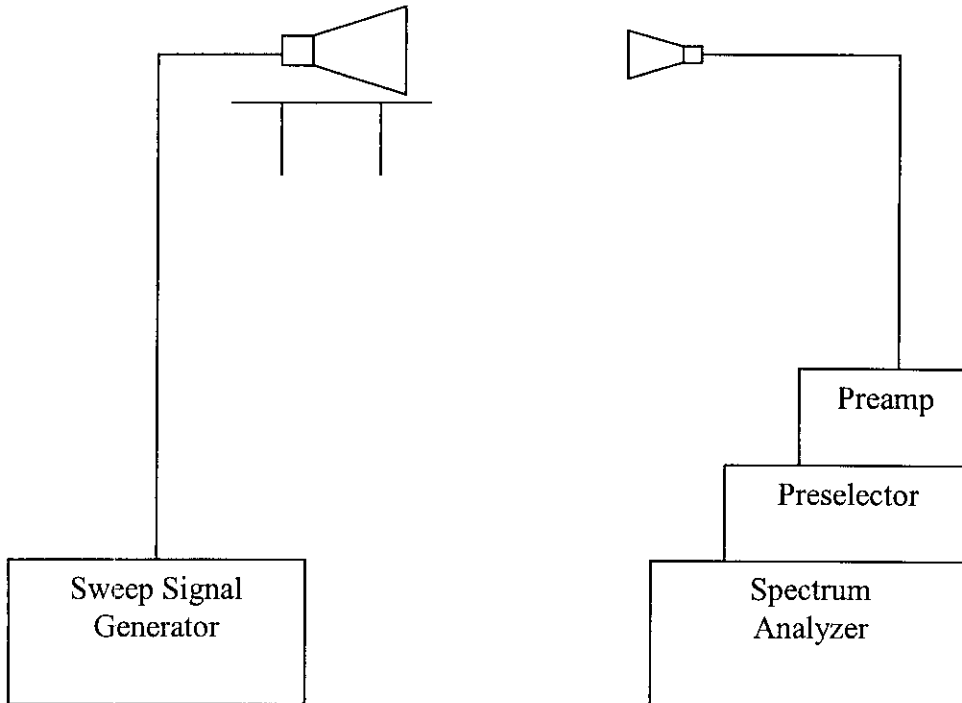 Preamp
Preselector
Sweep Signal
Generator
Spectrum
Analyzer